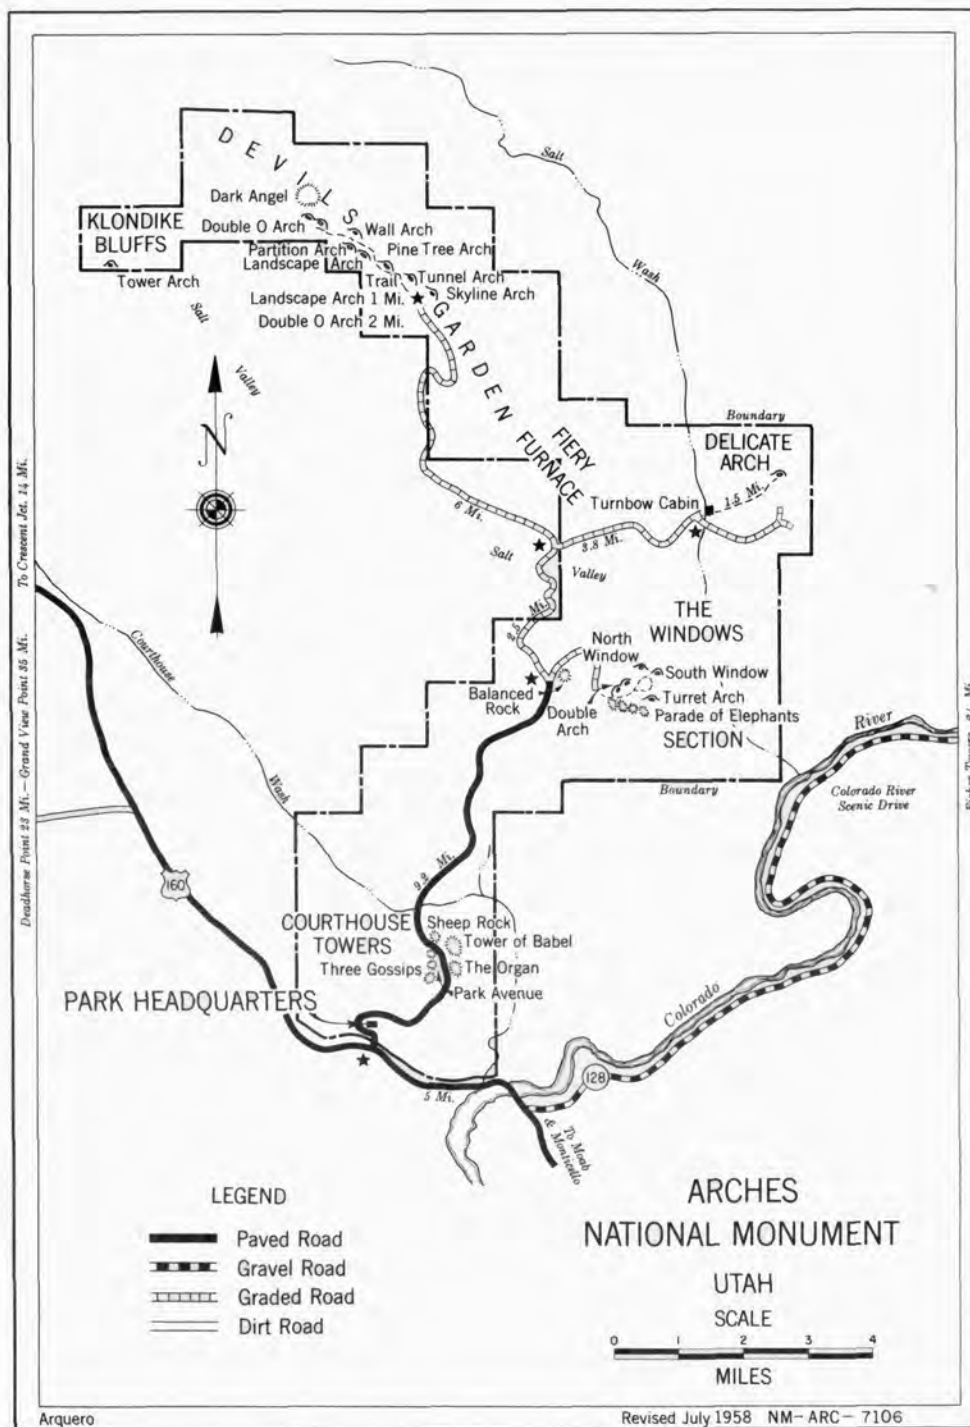 DEVILS
GARDEN
Dark Angel
Double O Arch
Wall Arch
Partition Arch
Pine Tree Arch
Landscape Arch
Trail
Tunnel Arch
Skyline Arch
Landscape Arch 1 Mi.
Double O Arch 2 Mi.
KLONDIKE
BLUFFS
Tower Arch
Salt
Valley
N
Salt
Wash
Boundary
DELICATE
ARCH
FIERY
FURNACE
Turnbow Cabin
1.5 Mi.
6 Mi.
3.8 Mi.
Salt
Valley
2.5 Mi.
THE
WINDOWS
North
Window
South Window
Balanced
Rock
Double
Arch
Turret Arch
Parade of Elephants
SECTION
Boundary
River
Colorado River
Scenic Drive
To Crescent Jct. 14 Mi.
Deadhorse Point 23 Mi.—Grand View Point 35 Mi.
Courthouse
Wash
160
9.2 Mi.
COURTHOUSE
TOWERS
Sheep Rock
Tower of Babel
Three Gossips
The Organ
Park Avenue
PARK HEADQUARTERS
Colorado
128
5 Mi.
To Moab
& Monticello
LEGEND
Paved Road
Gravel Road
Graded Road
Dirt Road
ARCHES
NATIONAL MONUMENT
UTAH
SCALE
0 1 2 3 4
MILES
Arquero
Revised July 1958 NM-ARC-7106